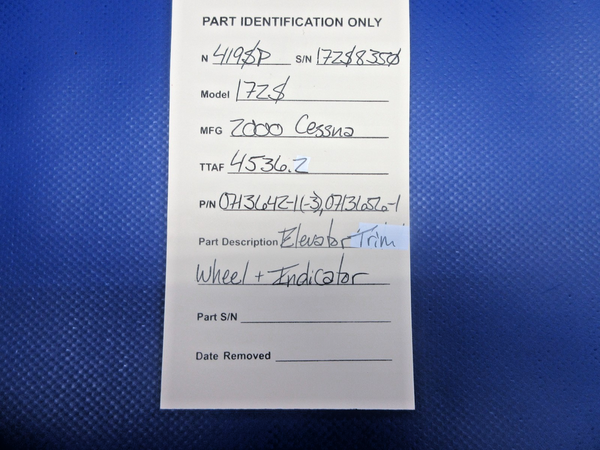 PART IDENTIFICATION ONLY
N 419SP S/N 172S8350
Model 172S
MFG 2000 Cessna
TTAF 4536.2
P/N 0713642-1(-3),0713656-1
Part Description Elevator Trim
Wheel + Indicator
Part S/N
Date Removed